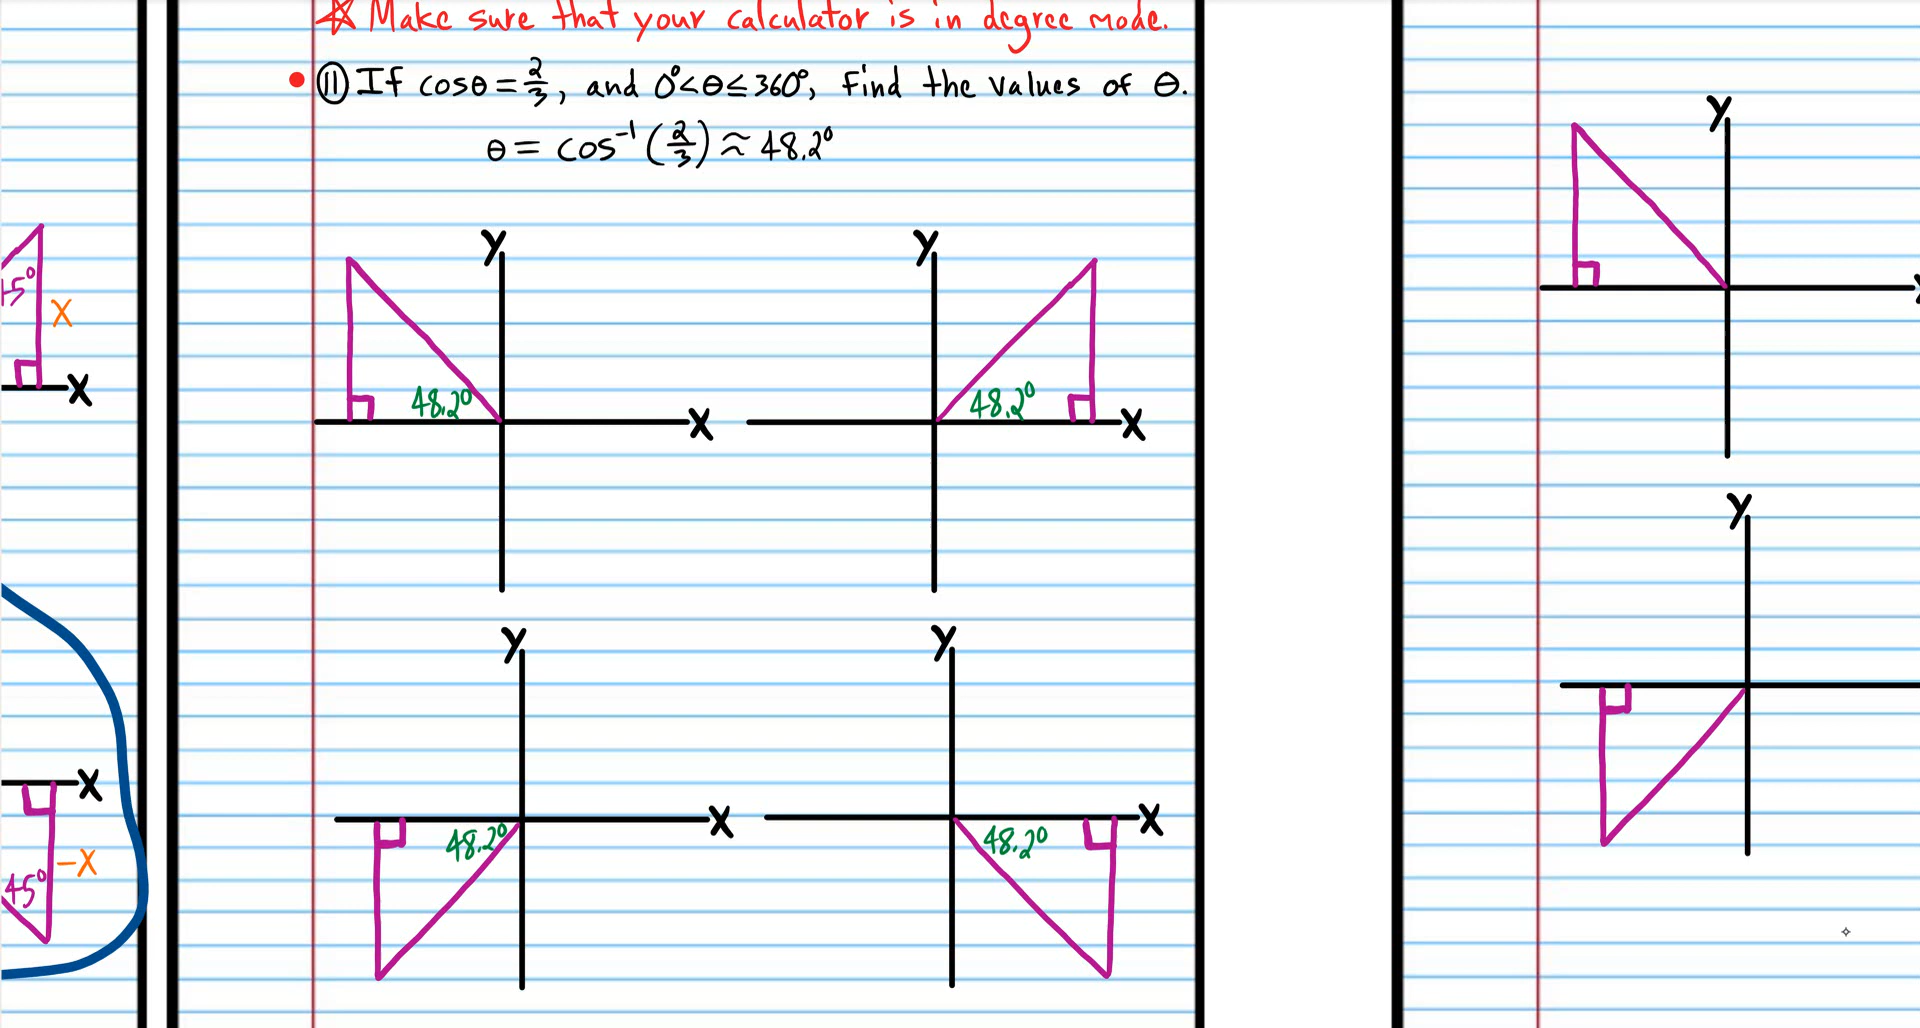 ☆ Make sure that your calculator is in degree mode.
• ⑪ If cosθ = 2/3, and 0°<θ≤360°, find the values of θ.
θ = cos⁻¹(2/3) ≈ 48.2°
y
y
y
48.2°
x
48.2°
x
5°
x
x
y
y
y
48.2°
x
48.2°
x
x
-x
45°